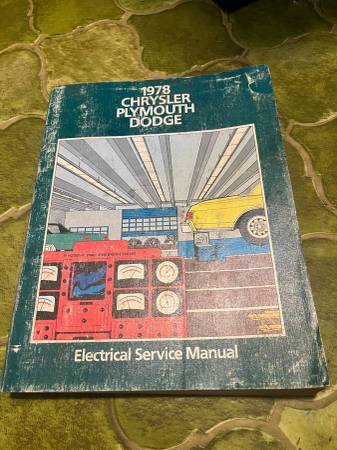 1978
CHRYSLER
PLYMOUTH
DODGE
Electrical Service Manual